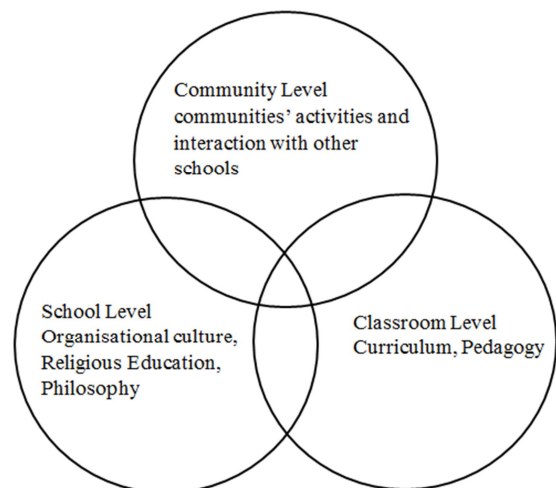 Community Level
communities’ activities and
interaction with other
schools
School Level
Organisational culture,
Religious Education,
Philosophy
Classroom Level
Curriculum, Pedagogy